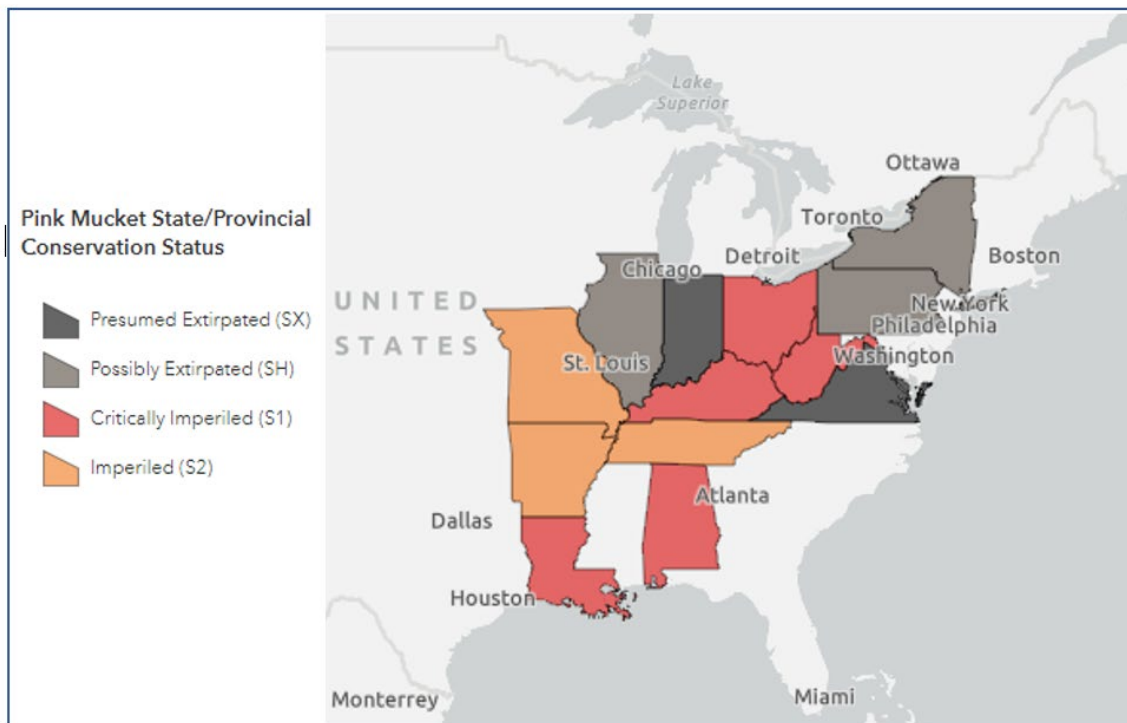 Pink Mucket State/Provincial
Conservation Status
Presumed Extirpated (SX)
Possibly Extirpated (SH)
Critically Imperiled (S1)
Imperiled (S2)
Lake
Superior
Ottawa
Toronto
Detroit
Boston
Chicago
UNITED
STATES
New York
Philadelphia
St. Louis
Washington
Atlanta
Dallas
Houston
Monterrey
Miami